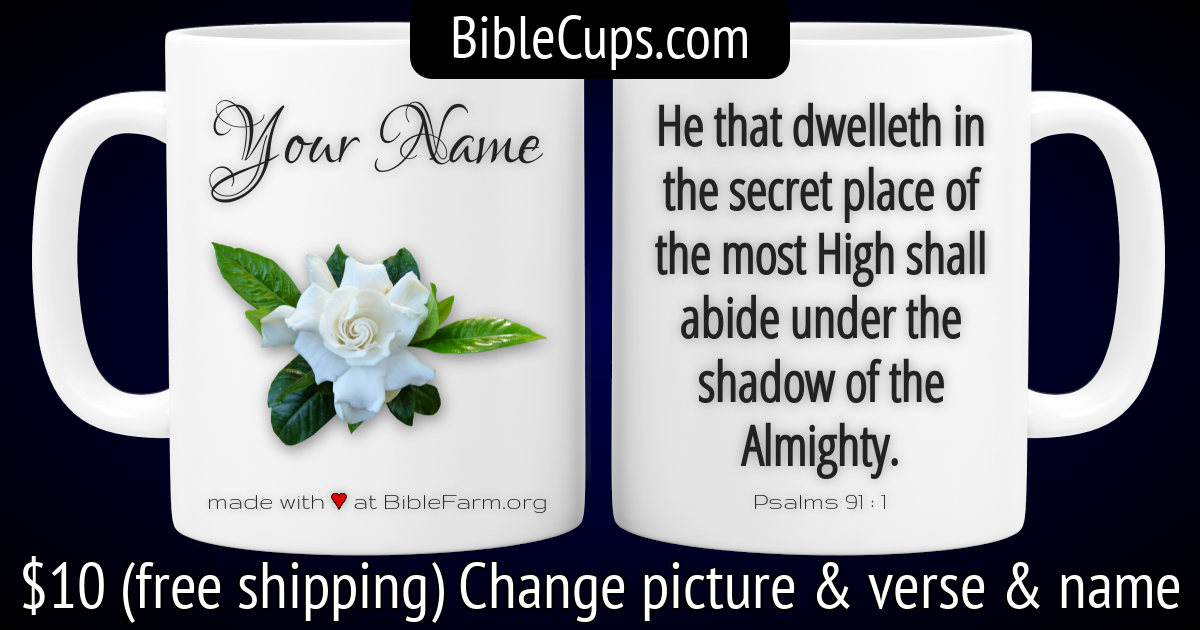 BibleCups.com
Your Name
made with ♥ at BibleFarm.org
He that dwelleth in
the secret place of
the most High shall
abide under the
shadow of the
Almighty.
Psalms 91 : 1
$10 (free shipping) Change picture & verse & name